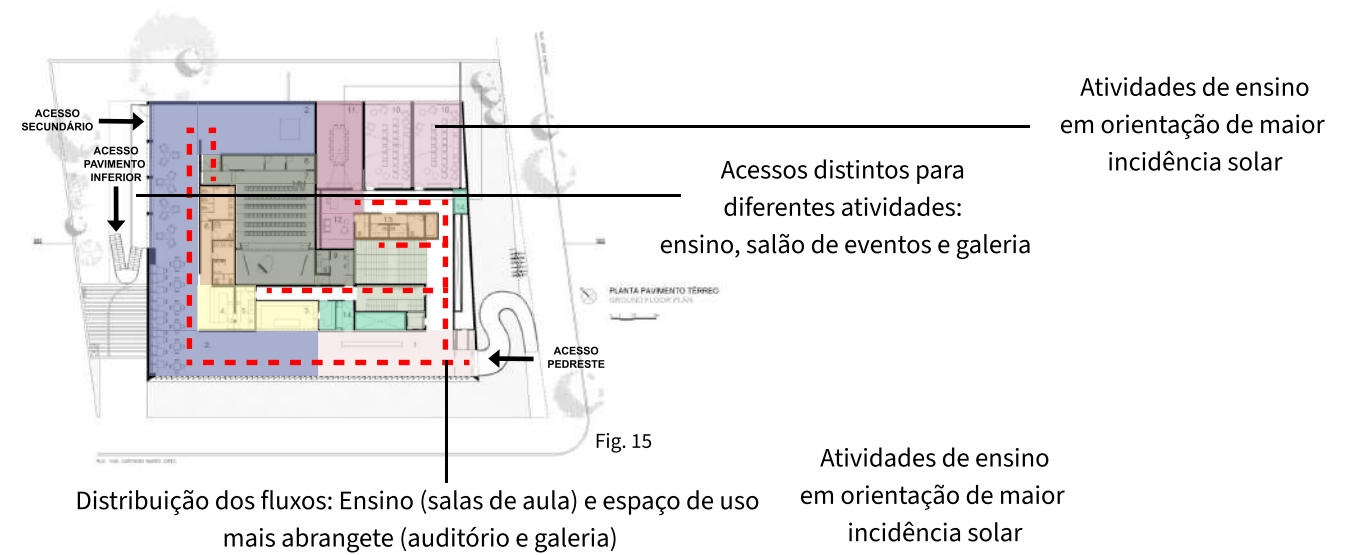 ACESSO
SECUNDÁRIO
ACESSO
PAVIMENTO
INFERIOR
Atividades de ensino
em orientação de maior
incidência solar
Acessos distintos para
diferentes atividades:
ensino, salão de eventos e galeria
PLANTA PAVIMENTO TÉRREO
GROUND FLOOR PLAN
ACESSO
PEDRESTE
Fig. 15
Distribuição dos fluxos: Ensino (salas de aula) e espaço de uso
mais abrangete (auditório e galeria)
Atividades de ensino
em orientação de maior
incidência solar